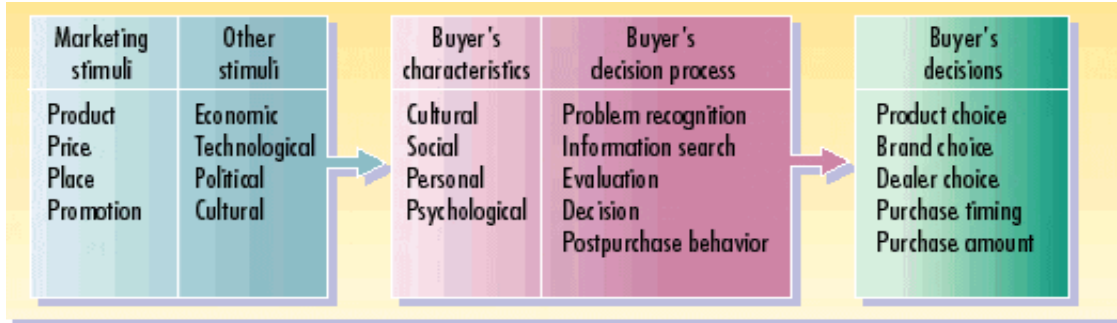 Marketing
stimuli
Product
Price
Place
Promotion
Other
stimuli
Economic
Technological
Political
Cultural
Buyer's
characteristics
Cultural
Social
Personal
Psychological
Buyer's
decision process
Problem recognition
Information search
Evaluation
Decision
Postpurchase behavior
Buyer's
decisions
Product choice
Brand choice
Dealer choice
Purchase timing
Purchase amount